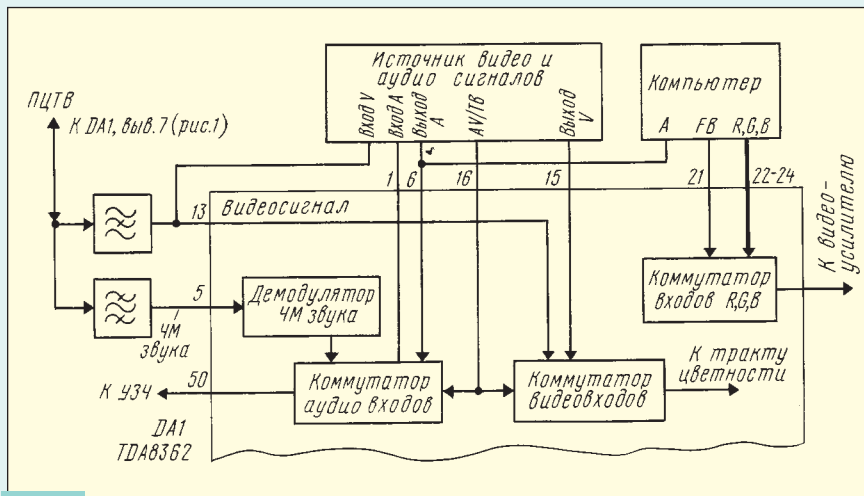 Источник видео и
аудио сигналов
Вход V
Вход А
Выход
А
AV/ТВ
Выход
V
Компьютер
А FB R,G,B
ПЦТВ
К DA1, выв.7 (рис.1)
1 6 16 15 21 22-24
13 Видеосигнал
5
ЧМ
звука
Демодулятор
ЧМ звука
Коммутатор
входов R,G,B
К видео-
усилителю
К УЗЧ 50
Коммутатор
аудио входов
Коммутатор
видеовходов
К тракту
цветности
DA1
TDA8362